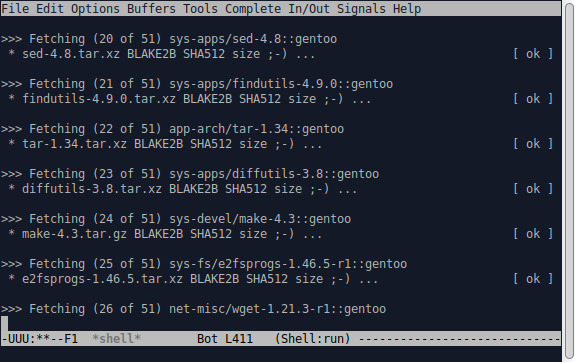 File Edit Options Buffers Tools Complete In/Out Signals Help
>>> Fetching (20 of 51) sys-apps/sed-4.8::gentoo
* sed-4.8.tar.xz BLAKE2B SHA512 size ;-) ... [ ok ]
>>> Fetching (21 of 51) sys-apps/findutils-4.9.0::gentoo
* findutils-4.9.0.tar.xz BLAKE2B SHA512 size ;-) ... [ ok ]
>>> Fetching (22 of 51) app-arch/tar-1.34::gentoo
* tar-1.34.tar.xz BLAKE2B SHA512 size ;-) ... [ ok ]
>>> Fetching (23 of 51) sys-apps/diffutils-3.8::gentoo
* diffutils-3.8.tar.xz BLAKE2B SHA512 size ;-) ... [ ok ]
>>> Fetching (24 of 51) sys-devel/make-4.3::gentoo
* make-4.3.tar.gz BLAKE2B SHA512 size ;-) ... [ ok ]
>>> Fetching (25 of 51) sys-fs/e2fsprogs-1.46.5-r1::gentoo
* e2fsprogs-1.46.5.tar.xz BLAKE2B SHA512 size ;-) ... [ ok ]
>>> Fetching (26 of 51) net-misc/wget-1.21.3-r1::gentoo
-UUU:**--F1 *shell* Bot L411 (Shell:run) -----------------------------